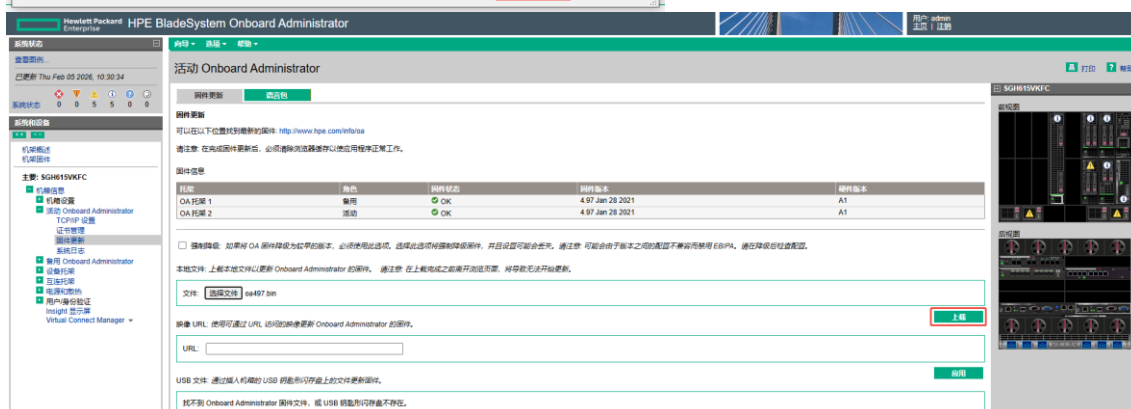 Hewlett Packard Enterprise HPE BladeSystem Onboard Administrator
用户: admin
主页 | 注销
系统状态
向导 选项 帮助
查看图例...
已更新 Thu Feb 05 2026, 10:30:34
系统状态 0 0 5 5 0 0
系统和设备
机架概述
机架固件
主要: SGH615VKFC
机箱信息
机箱设置
活动 Onboard Administrator
TCP/IP 设置
证书管理
固件更新
系统日志
备用 Onboard Administrator
设备托架
互连托架
电源和散热
用户/身份验证
Insight 显示屏
Virtual Connect Manager
活动 Onboard Administrator
打印
固件更新 语言包
固件更新
可以在以下位置找到最新的固件: http://www.hpe.com/info/oa
请注意: 在完成固件更新后，必须清除浏览器缓存以使应用程序正常工作。
固件信息
托架 角色 固件状态 固件版本 硬件版本
OA 托架 1 备用 OK 4.97 Jan 28 2021 A1
OA 托架 2 活动 OK 4.97 Jan 28 2021 A1
强制降级: 如果将 OA 固件降级为较早的版本，必须使用此选项。选择此选项将强制降级固件，并且设置可能会丢失。请注意: 可能会由于版本之间的配置不兼容而禁用 EBIPA。请在降级后检查配置。
本地文件: 上载本地文件以更新 Onboard Administrator 的固件。 请注意: 在上载完成之前离开浏览页面，将导致无法开始更新。
文件: 选择文件 oa497.bin
上载
映像 URL: 使用可通过 URL 访问的映像更新 Onboard Administrator 的固件。
URL:
应用
USB 文件: 通过插入机箱的 USB 钥匙形闪存盘上的文件更新固件。
找不到 Onboard Administrator 固件文件，或 USB 钥匙形闪存盘不存在。
SGH615VKFC
前视图
后视图